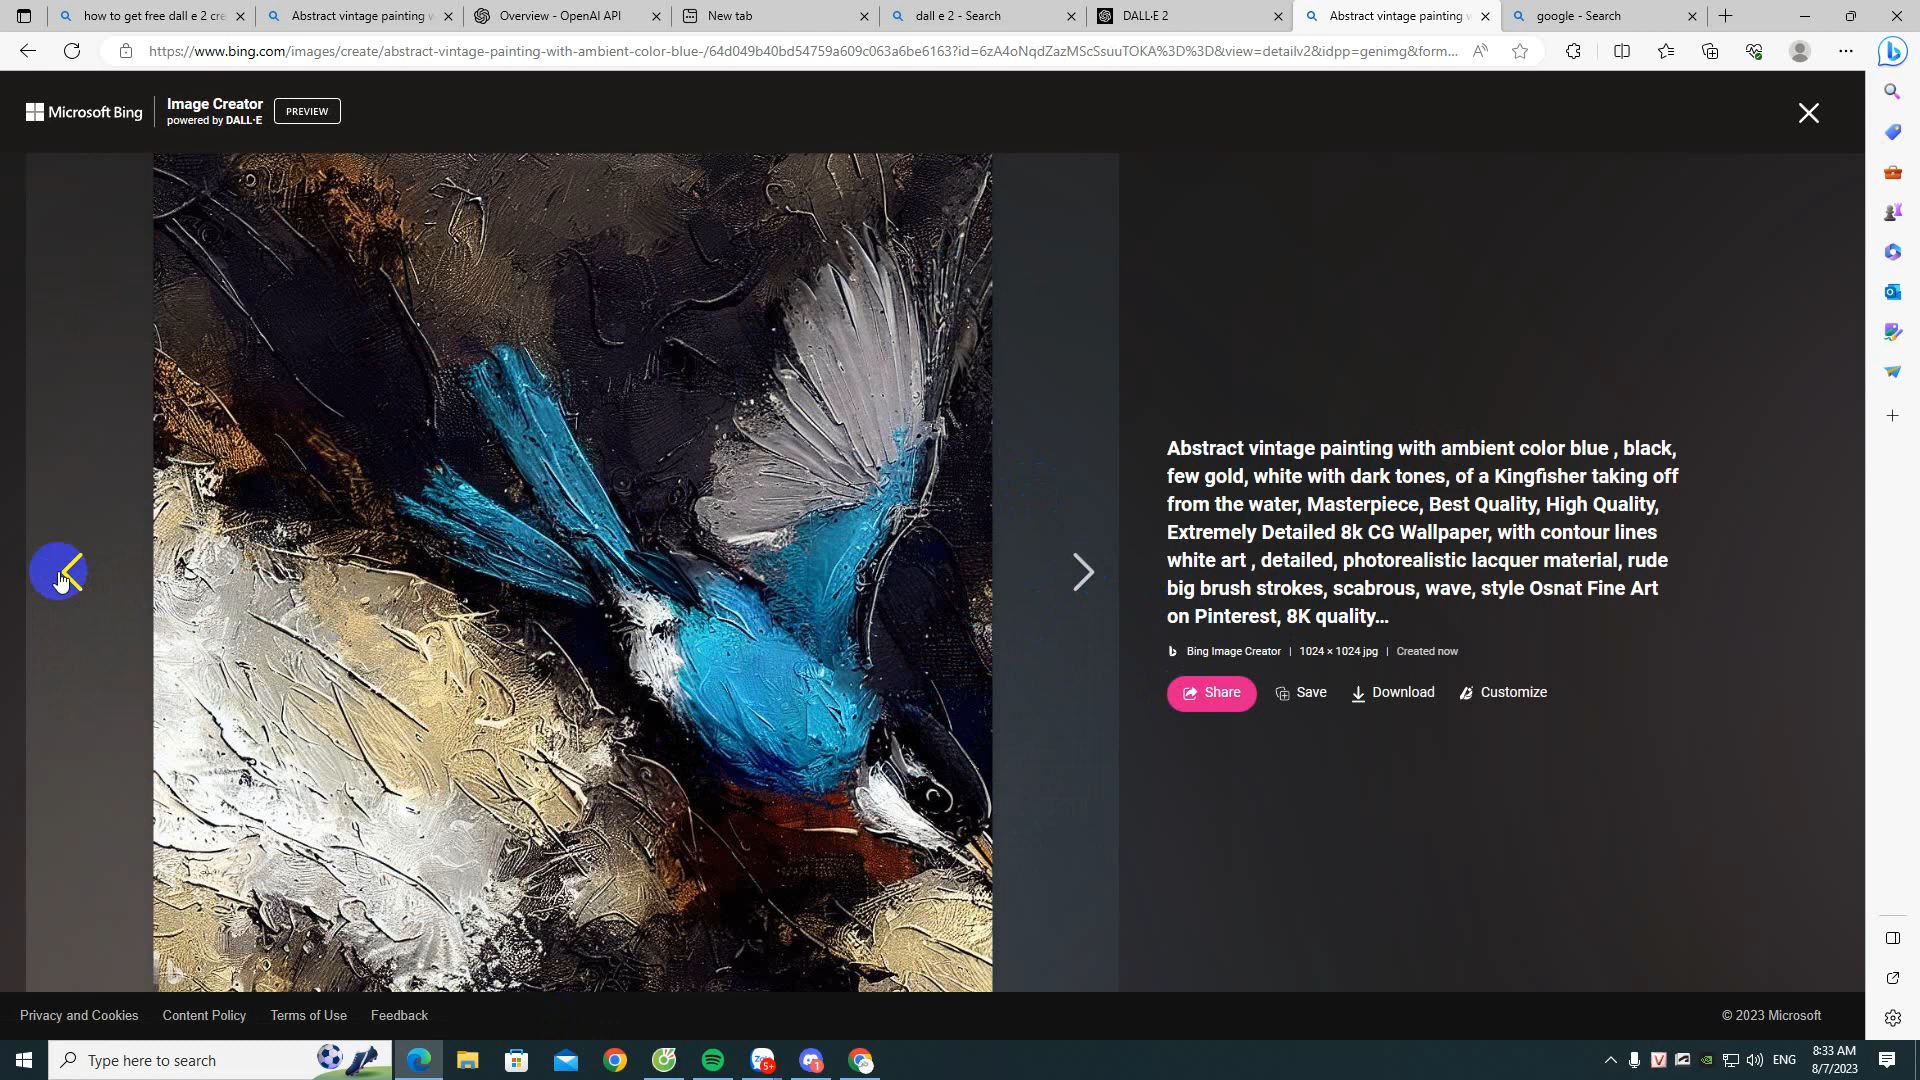 how to get free dall e 2 cre
Abstract vintage painting w
Overview - OpenAI API
New tab
dall e 2 - Search
DALL·E 2
Abstract vintage painting w
google - Search
https://www.bing.com/images/create/abstract-vintage-painting-with-ambient-color-blue-/64d049b40bd54759a609c063a6be6163?id=6zA4oNqdZazMScSsuuTOKA%3D%3D&view=detailv2&idpp=genimg&form...
Microsoft Bing
Image Creator
powered by DALL·E
PREVIEW
Abstract vintage painting with ambient color blue , black,
few gold, white with dark tones, of a Kingfisher taking off
from the water, Masterpiece, Best Quality, High Quality,
Extremely Detailed 8k CG Wallpaper, with contour lines
white art , detailed, photorealistic lacquer material, rude
big brush strokes, scabrous, wave, style Osnat Fine Art
on Pinterest, 8K quality...
Bing Image Creator | 1024 × 1024 jpg | Created now
Share Save Download Customize
Privacy and Cookies Content Policy Terms of Use Feedback
© 2023 Microsoft
Type here to search
Zalo
5+
1
ENG
8:33 AM
8/7/2023